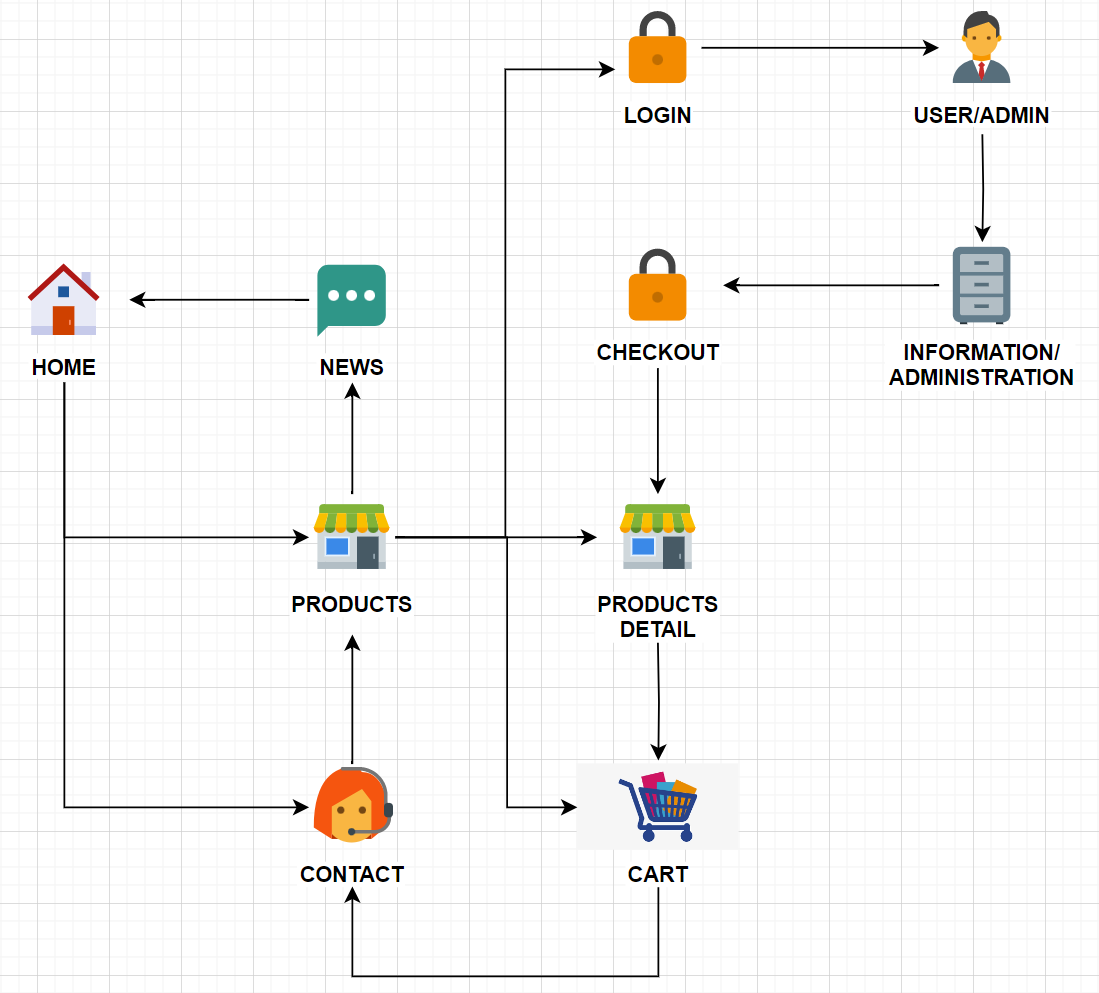 LOGIN
USER/ADMIN
HOME
NEWS
CHECKOUT
INFORMATION/
ADMINISTRATION
PRODUCTS
PRODUCTS
DETAIL
CONTACT
CART